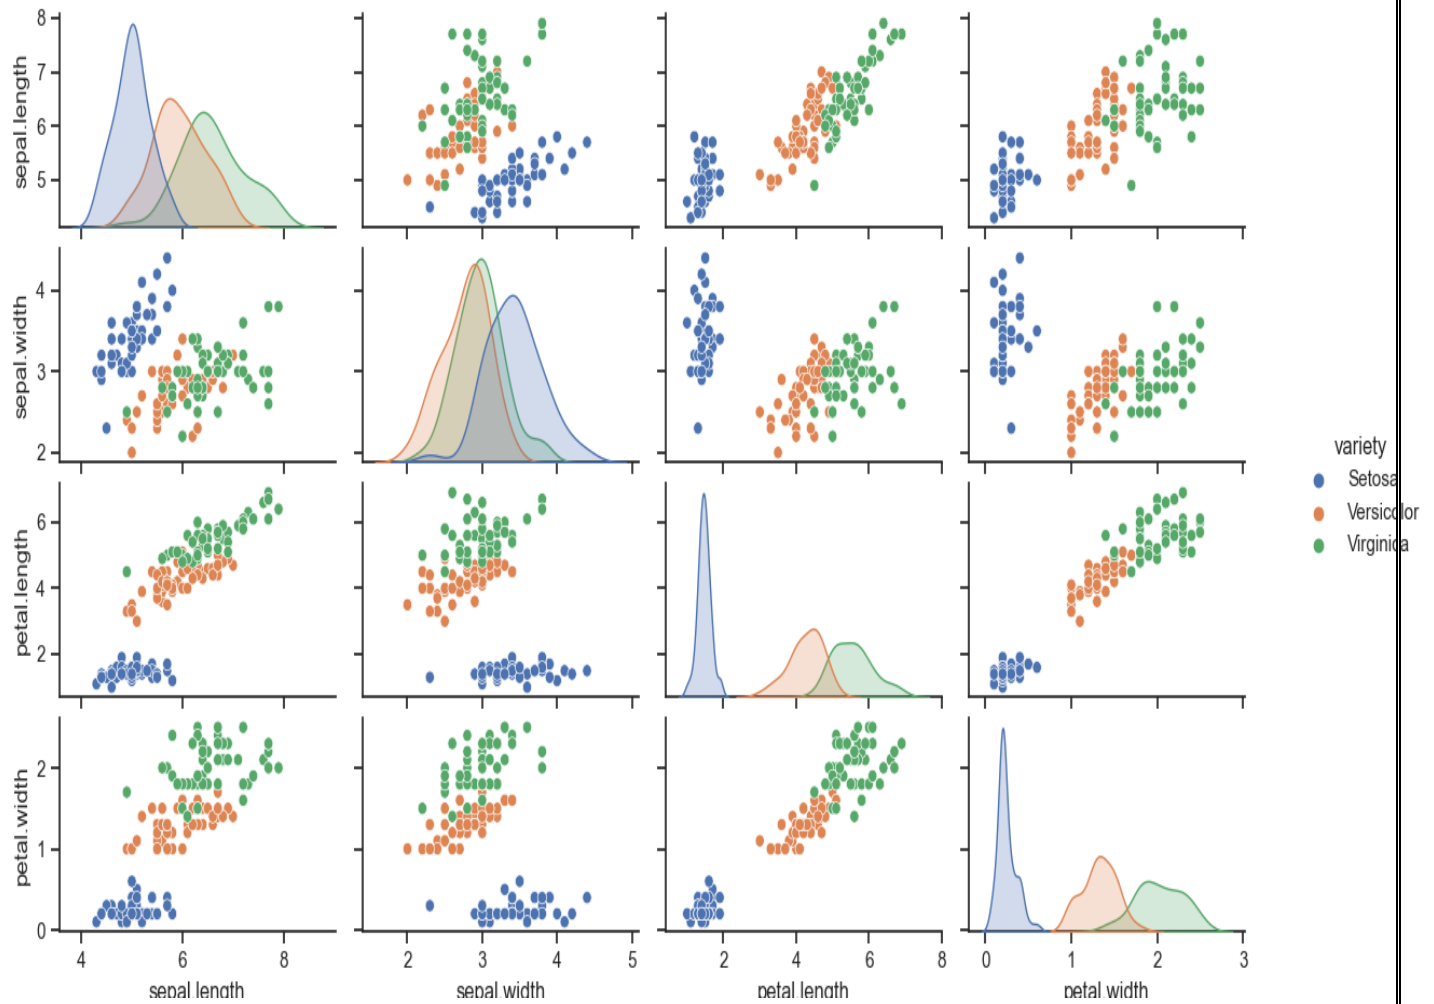 8
7
6
5
sepal.length
4
3
2
sepal.width
variety
Setosa
Versicolor
Virginica
6
4
2
petal.length
2
1
0
petal.width
4 6 8 2 3 4 5 2 4 6 8 0 1 2 3
sepal.length sepal.width petal.length petal.width